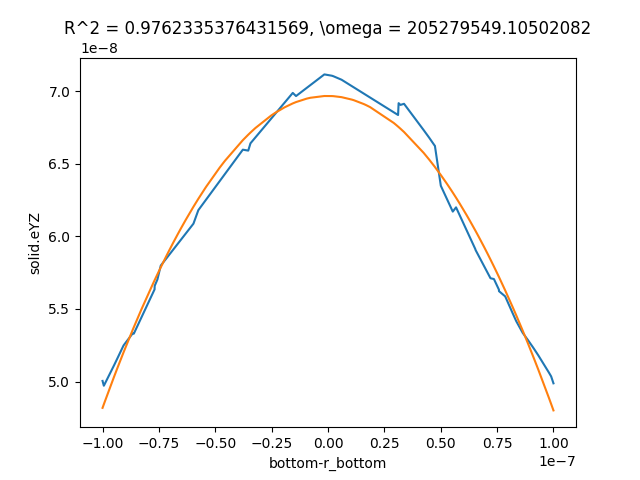 R^2 = 0.9762335376431569, \omega = 205279549.10502082
1e−8
7.0
6.5
6.0
5.5
5.0
solid.eYZ
−1.00 −0.75 −0.50 −0.25 0.00 0.25 0.50 0.75 1.00
1e−7
bottom-r_bottom